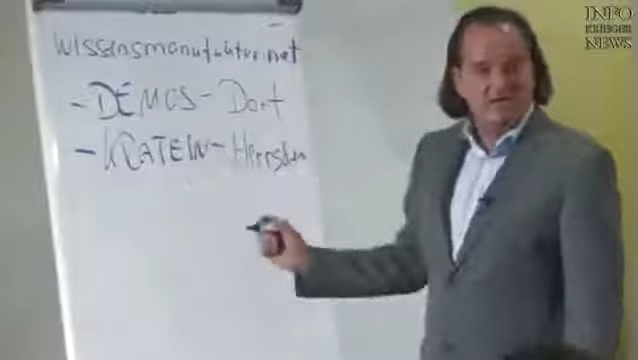 wissensmanufaktur.net
- DEMOS - Dorf
- KRATEIN - Herrschen
INFO
KRIEGER
NEWS